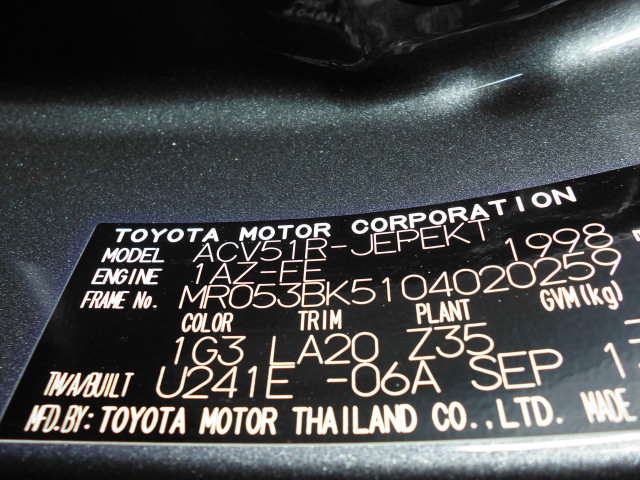 TOYOTA MOTOR CORPORATION
MODEL ACV51R-JEPEKT
ENGINE 1AZ-FE 1998
FRAME No. MR053BK5104020259
COLOR TRIM PLANT GVM(kg)
1G3 LA20 Z35
T/M/A/BUILT U241E -06A SEP
MFD.BY: TOYOTA MOTOR THAILAND CO.,LTD. MADE